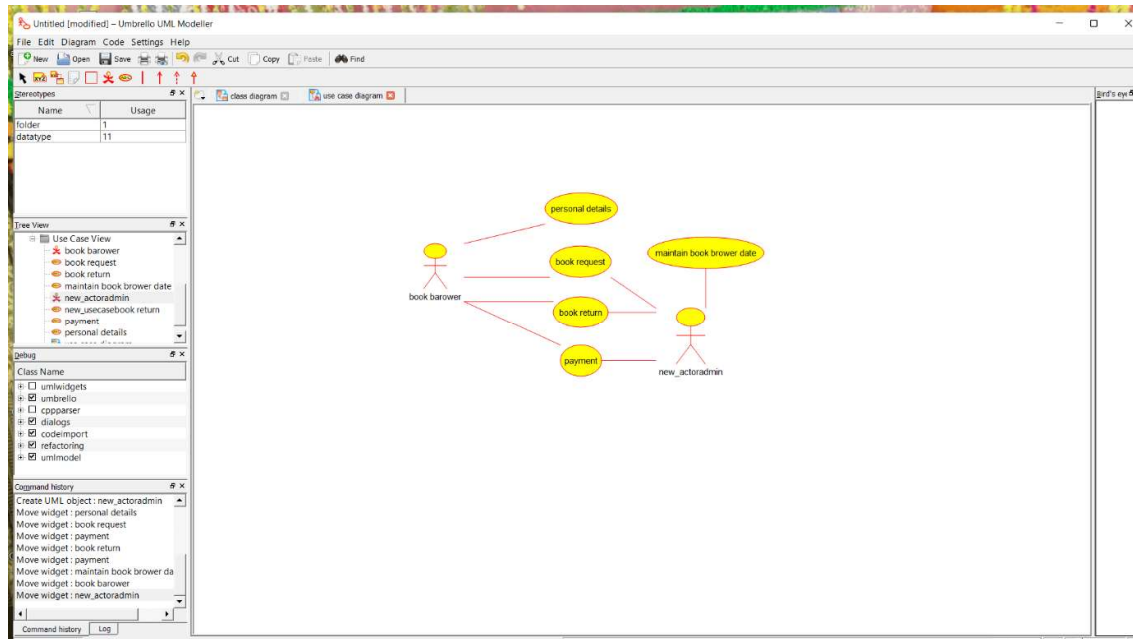 Untitled [modified] – Umbrello UML Modeller
File Edit Diagram Code Settings Help
New Open Save Cut Copy Paste Find
Stereotypes
Name Usage
folder 1
datatype 11
Tree View
Use Case View
book barower
book request
book return
maintain book brower date
new_actoradmin
new_usecasebook return
payment
personal details
use case diagram
Debug
Class Name
umlwidgets
umbrello
cppparser
dialogs
codeimport
refactoring
umlmodel
Command history
Create UML object : new_actoradmin
Move widget : personal details
Move widget : book request
Move widget : payment
Move widget : book return
Move widget : payment
Move widget : maintain book brower da
Move widget : book barower
Move widget : new_actoradmin
Command history Log
class diagram use case diagram
personal details
book request
maintain book brower date
book barower
book return
payment
new_actoradmin
Bird's eye